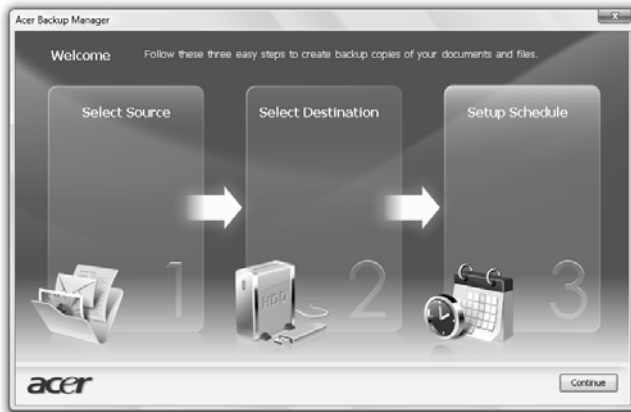 Acer Backup Manager
Welcome
Follow these three easy steps to create backup copies of your documents and files.
Select Source
Select Destination
Setup Schedule
1
HDD
2
3
acer
Continue